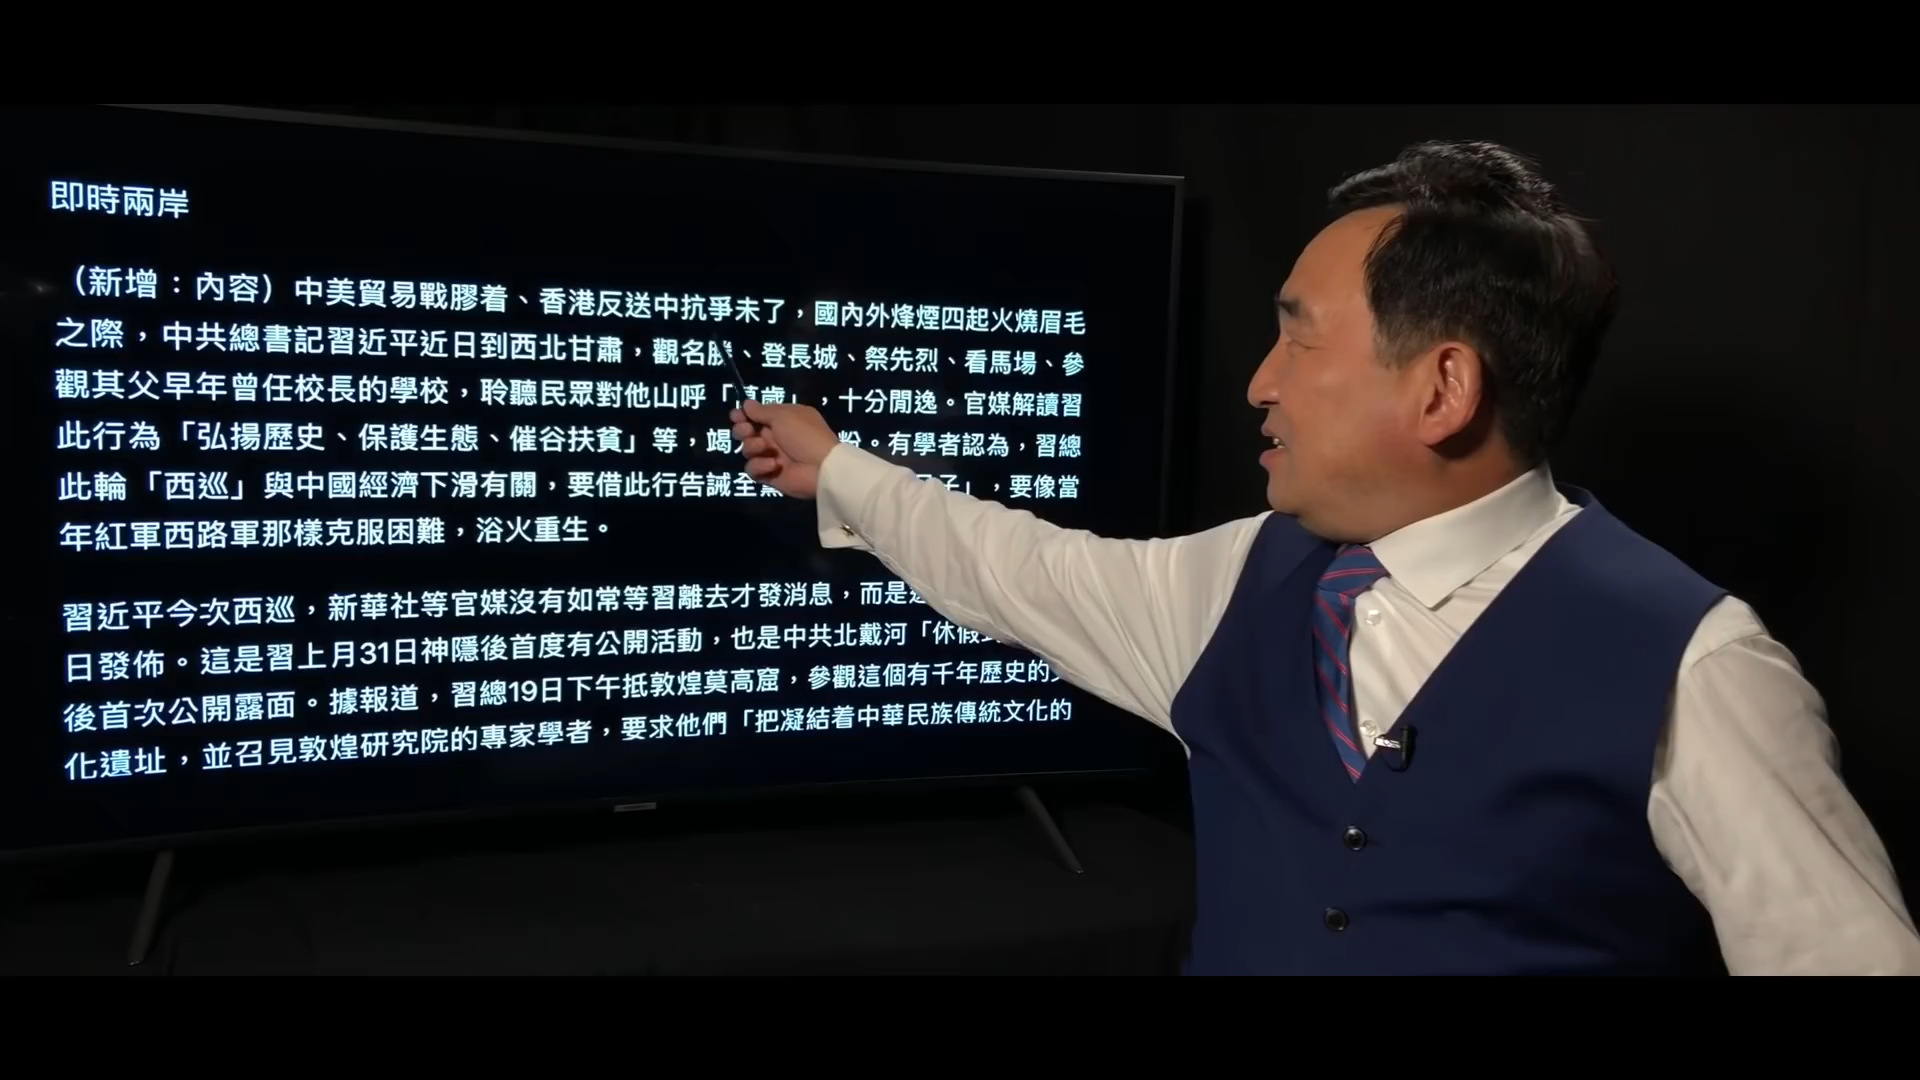 即時兩岸
（新增：內容）中美貿易戰膠着、香港反送中抗爭未了，國內外烽煙四起火燒眉毛
之際，中共總書記習近平近日到西北甘肅，觀名勝、登長城、祭先烈、看馬場、參
觀其父早年曾任校長的學校，聆聽民眾對他山呼「萬歲」，十分閒逸。官媒解讀習
此行為「弘揚歷史、保護生態、催谷扶貧」等，竭 粉。有學者認為，習總
此輪「西巡」與中國經濟下滑有關，要借此行告誡全黨 子」，要像當
年紅軍西路軍那樣克服困難，浴火重生。
習近平今次西巡，新華社等官媒沒有如常等習離去才發消息，而是
日發佈。這是習上月31日神隱後首度有公開活動，也是中共北戴河「休假
後首次公開露面。據報道，習總19日下午抵敦煌莫高窟，參觀這個有千年歷史的
化遺址，並召見敦煌研究院的專家學者，要求他們「把凝結着中華民族傳統文化的